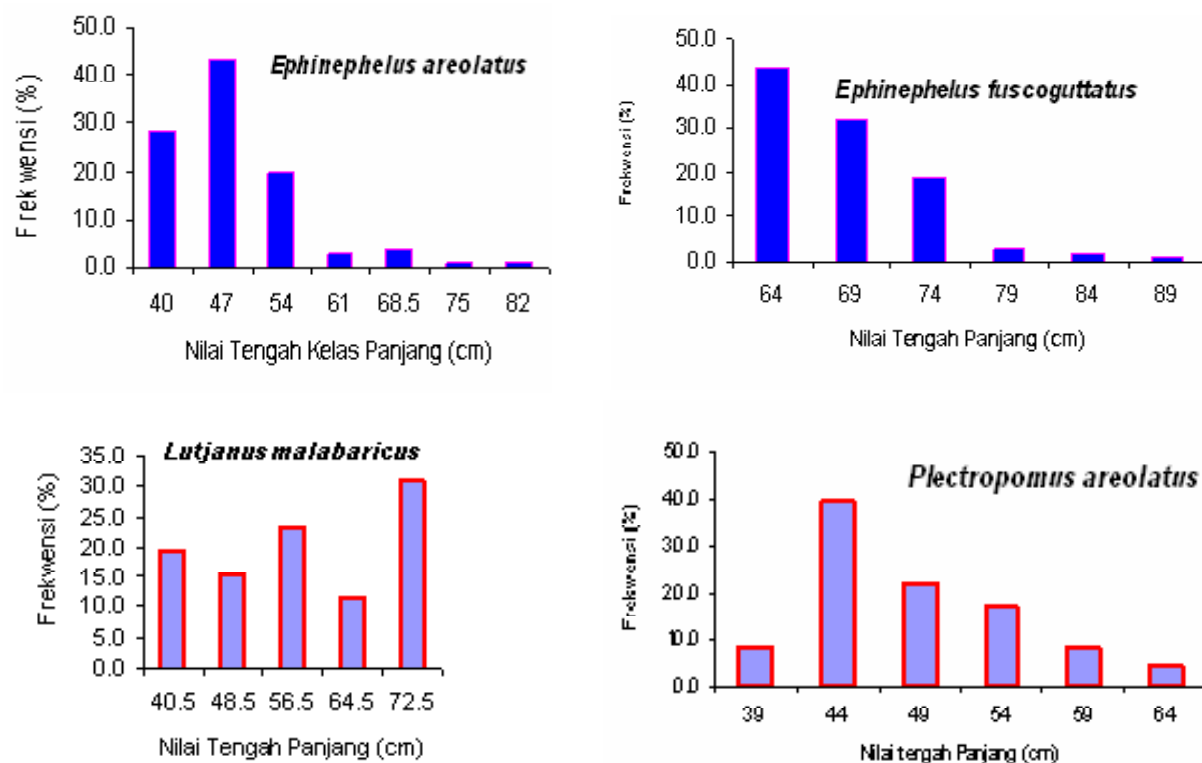 Ephinephelus areolatus
Frekwensi (%)
50.0
40.0
30.0
20.0
10.0
0.0
40 47 54 61 68.5 75 82
Nilai Tengah Kelas Panjang (cm)
Ephinephelus fuscoguttatus
Frekwensi (%)
50.0
40.0
30.0
20.0
10.0
0.0
64 69 74 79 84 89
Nilai Tengah Panjang (cm)
Lutjanus malabaricus
Frekwensi (%)
35.0
30.0
25.0
20.0
15.0
10.0
5.0
0.0
40.5 48.5 56.5 64.5 72.5
Nilai Tengah Panjang (cm)
Plectropomus areolatus
Frekwensi (%)
50.0
40.0
30.0
20.0
10.0
0.0
39 44 49 54 59 64
Nilai tengah Panjang (cm)